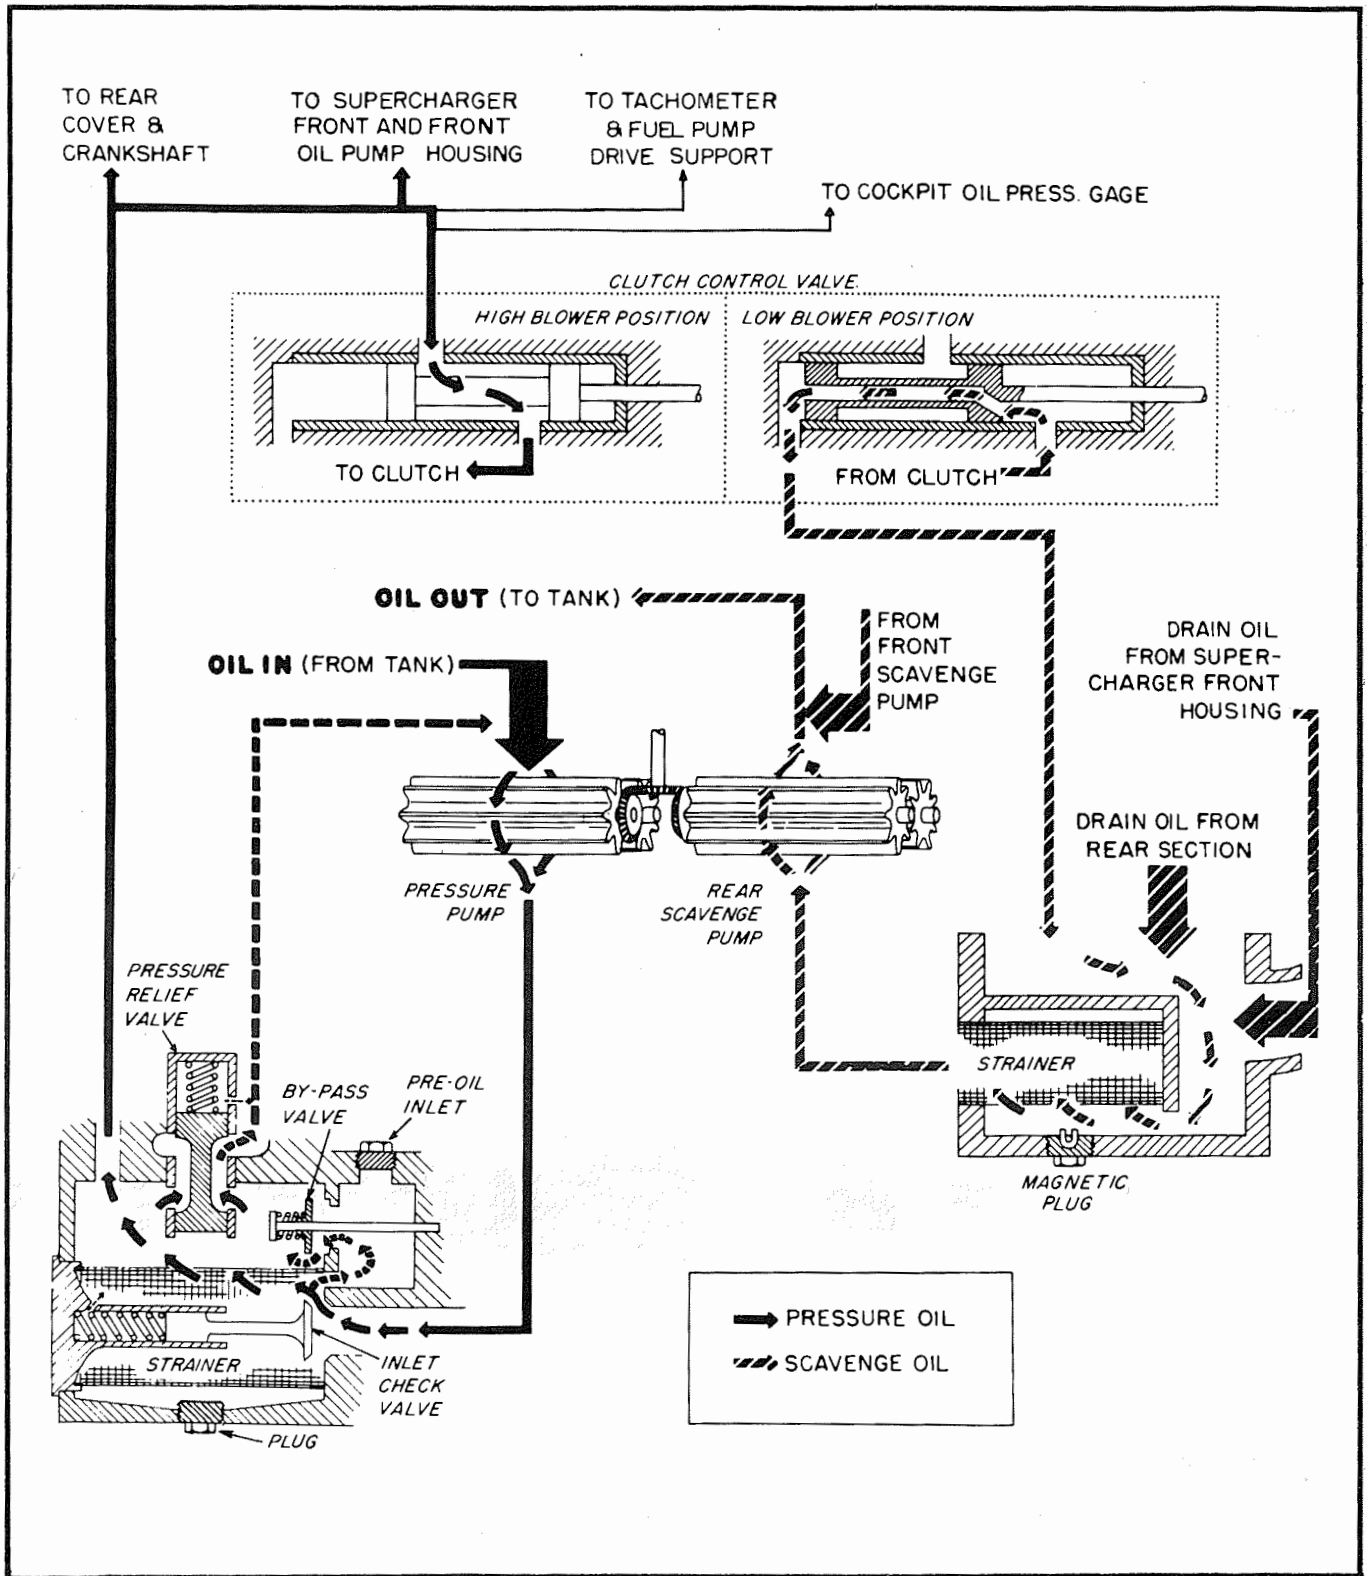 TO REAR
COVER &
CRANKSHAFT
TO SUPERCHARGER
FRONT AND FRONT
OIL PUMP HOUSING
TO TACHOMETER
& FUEL PUMP
DRIVE SUPPORT
TO COCKPIT OIL PRESS. GAGE
CLUTCH CONTROL VALVE.
HIGH BLOWER POSITION
LOW BLOWER POSITION
TO CLUTCH
FROM CLUTCH
OIL OUT (TO TANK)
OIL IN (FROM TANK)
FROM
FRONT
SCAVENGE
PUMP
DRAIN OIL
FROM SUPER-
CHARGER FRONT
HOUSING
DRAIN OIL FROM
REAR SECTION
PRESSURE
PUMP
REAR
SCAVENGE
PUMP
PRESSURE
RELIEF
VALVE
BY-PASS
VALVE
PRE-OIL
INLET
STRAINER
MAGNETIC
PLUG
STRAINER
INLET
CHECK
VALVE
PLUG
PRESSURE OIL
SCAVENGE OIL